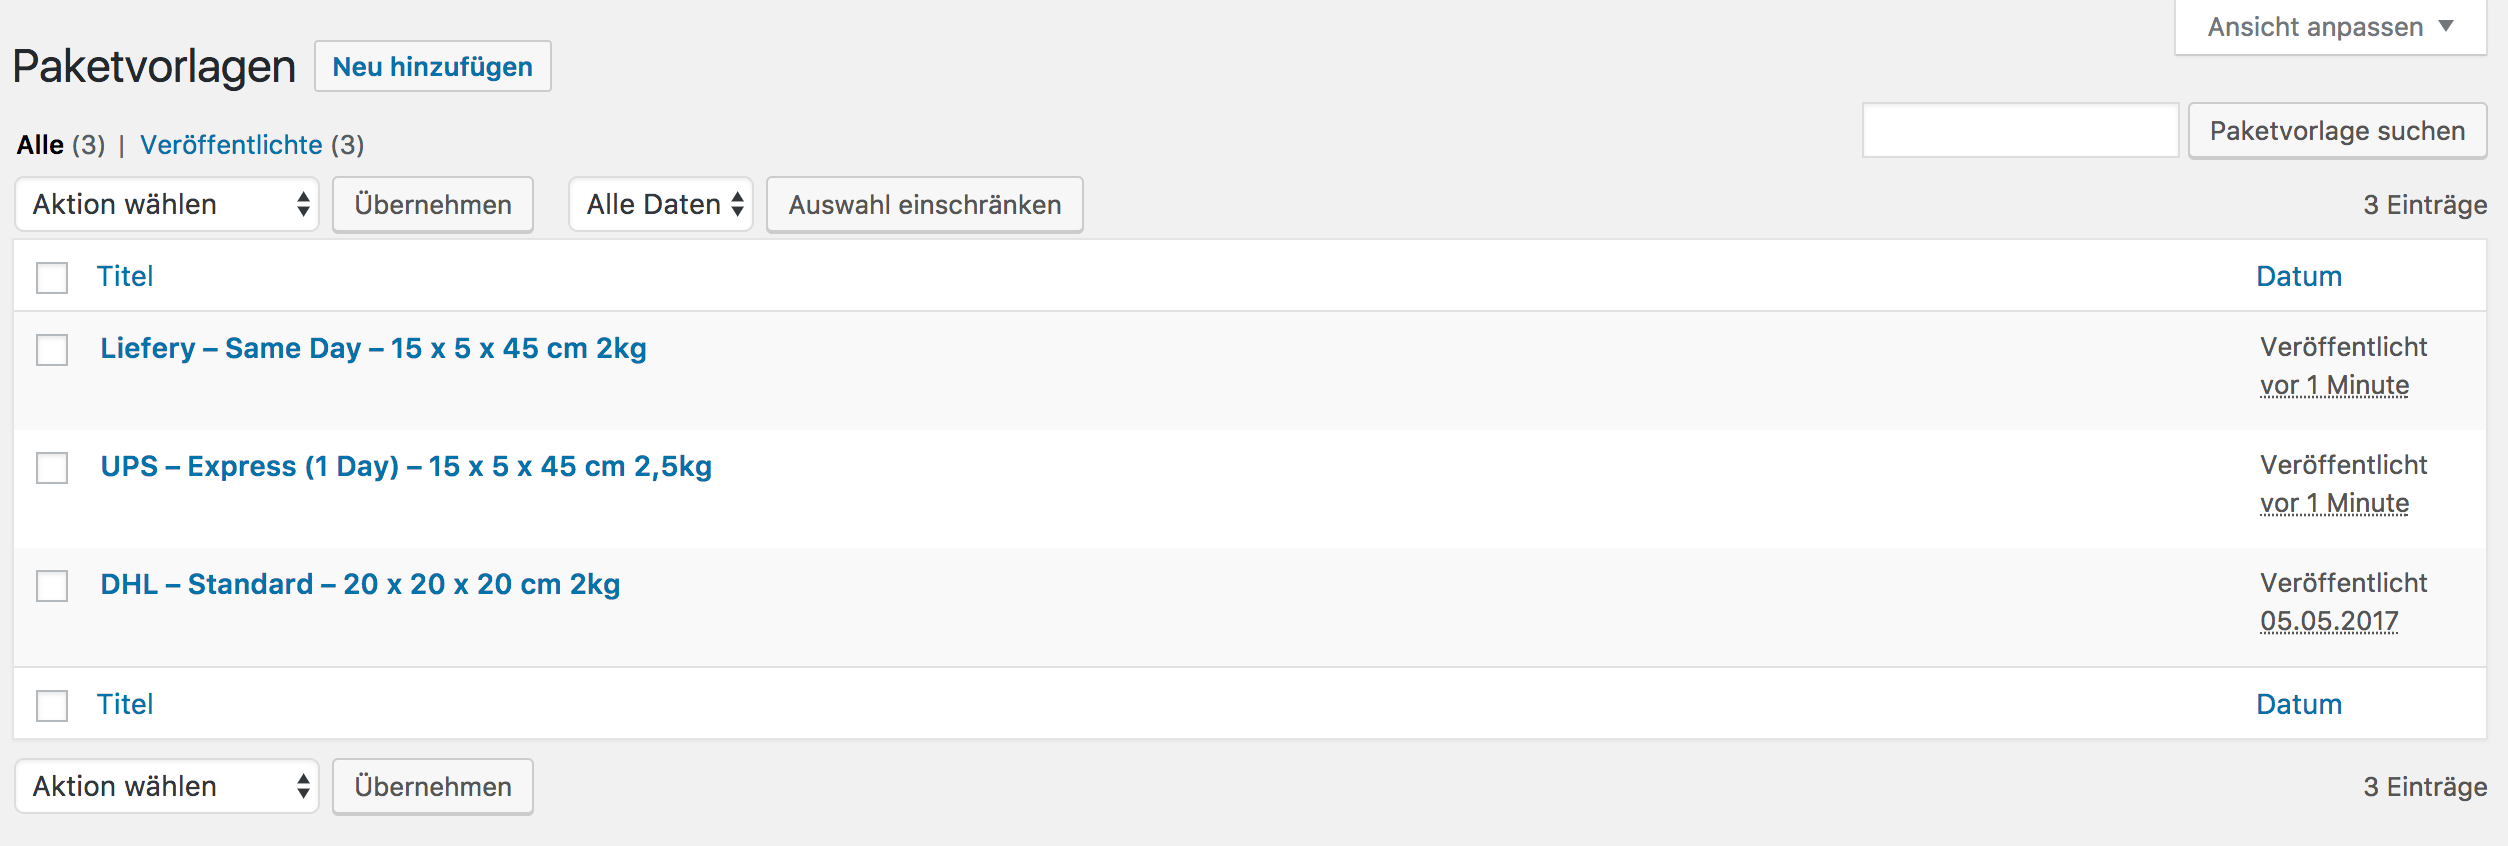 Ansicht anpassen
Paketvorlagen Neu hinzufügen
Alle (3) | Veröffentlichte (3)
Paketvorlage suchen
Aktion wählen Übernehmen Alle Daten Auswahl einschränken 3 Einträge
Titel Datum
Liefery – Same Day – 15 x 5 x 45 cm 2kg Veröffentlicht
vor 1 Minute
UPS – Express (1 Day) – 15 x 5 x 45 cm 2,5kg Veröffentlicht
vor 1 Minute
DHL – Standard – 20 x 20 x 20 cm 2kg Veröffentlicht
05.05.2017
Titel Datum
Aktion wählen Übernehmen 3 Einträge